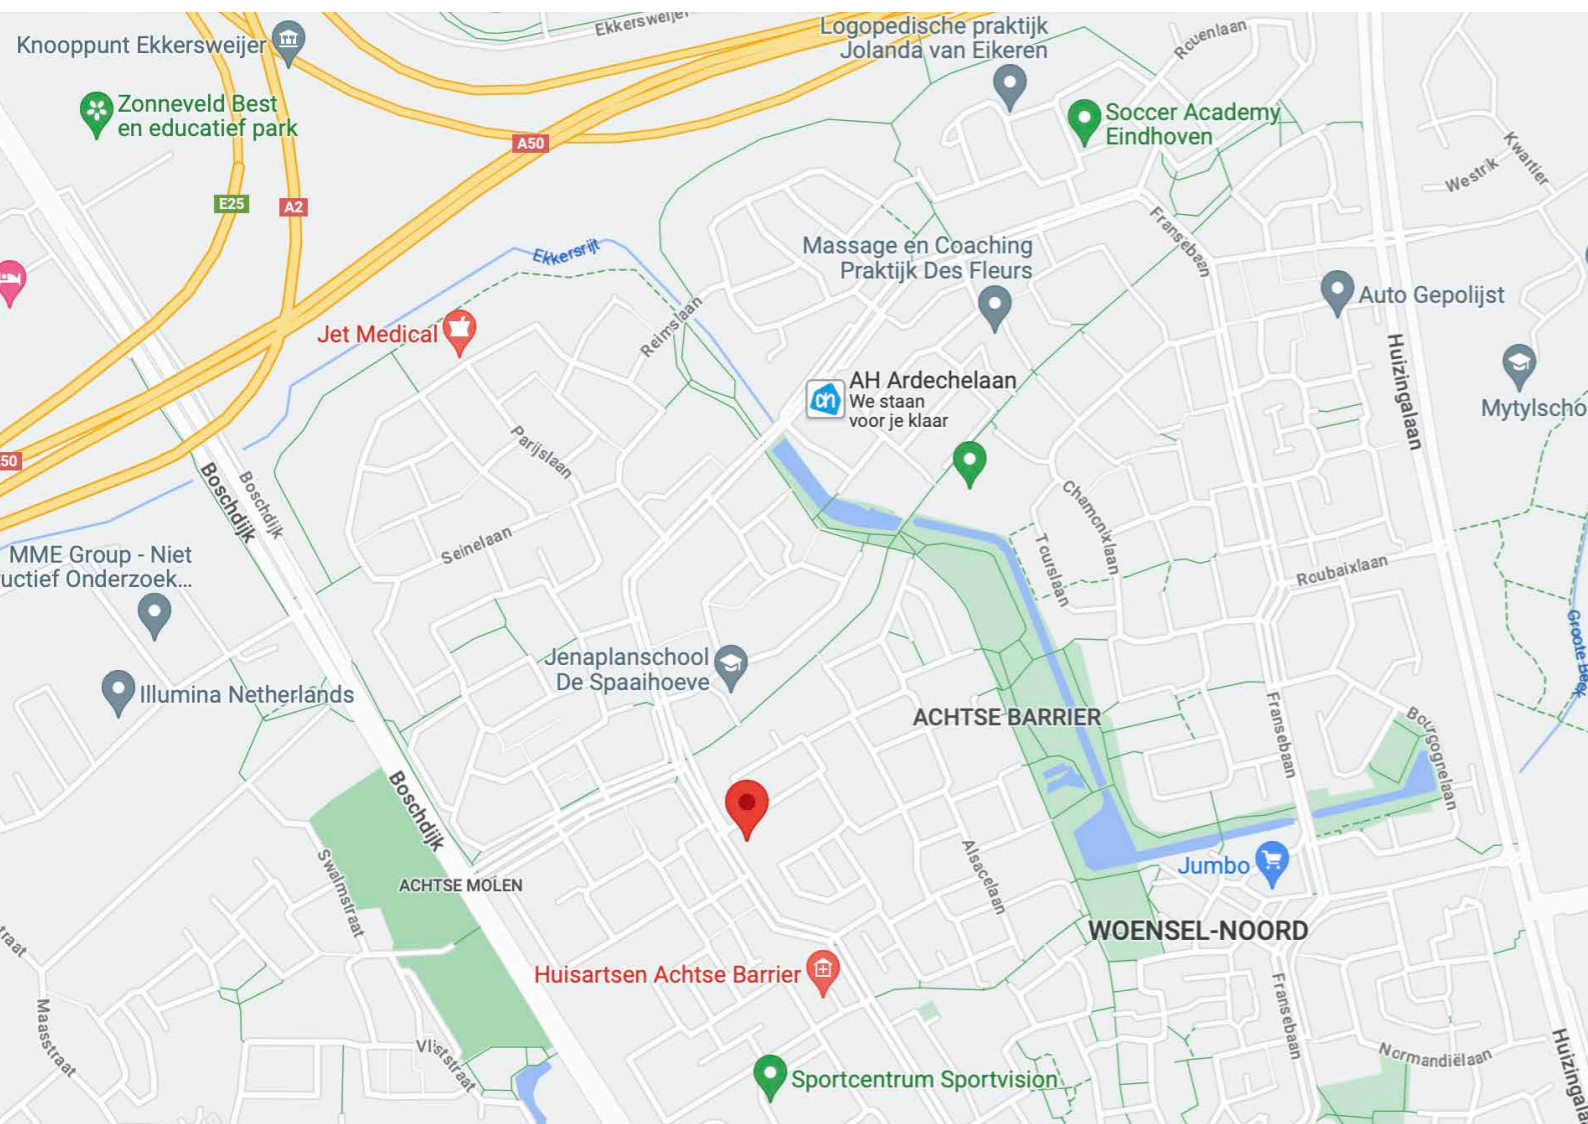 Ekkersweijer
Logopedische praktijk
Jolanda van Eikeren
Rouenlaan
Knooppunt Ekkersweijer
Zonneveld Best
en educatief park
Soccer Academy
Eindhoven
A50
Kwartier
Westrik
E25
A2
Fransebaan
Ekkersrijt
Massage en Coaching
Praktijk Des Fleurs
Auto Gepolijst
Jet Medical
Reimslaan
Huizingalaan
AH Ardechelaan
We staan
voor je klaar
Mytylscho
Parijslaan
50
Boschdijk
Boschdijk
Seinelaan
Chamonixlaan
Tourslaan
MME Group - Niet
uctief Onderzoek...
Roubaixlaan
Groote Beek
Jenaplanschool
De Spaaihoeve
Illumina Netherlands
ACHTSE BARRIER
Fransebaan
Bourgognelaan
Boschdijk
Swalmstraat
ACHTSE MOLEN
Alsacelaan
Jumbo
WOENSEL-NOORD
traat
Huisartsen Achtse Barrier
Fransebaan
Maasstraat
Vliststraat
Normandiëlaan
Huizingalaa
Sportcentrum Sportvision